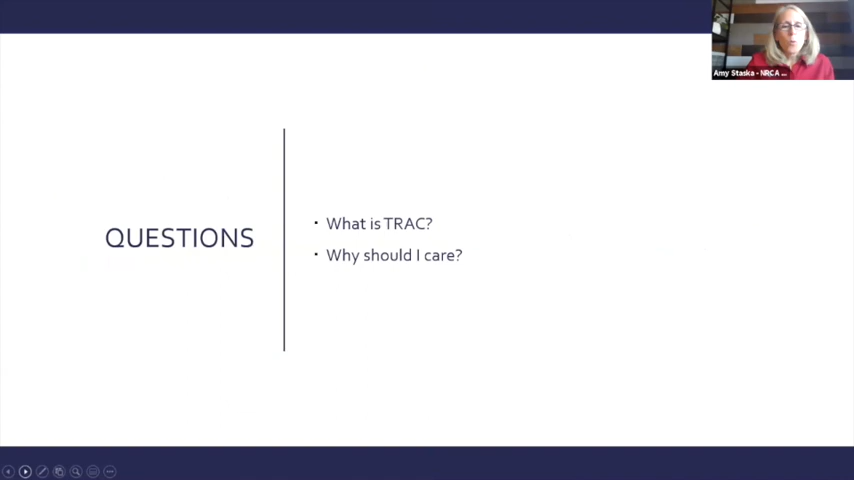 Amy Staska - NRCA ...
QUESTIONS
▪ What is TRAC?
▪ Why should I care?